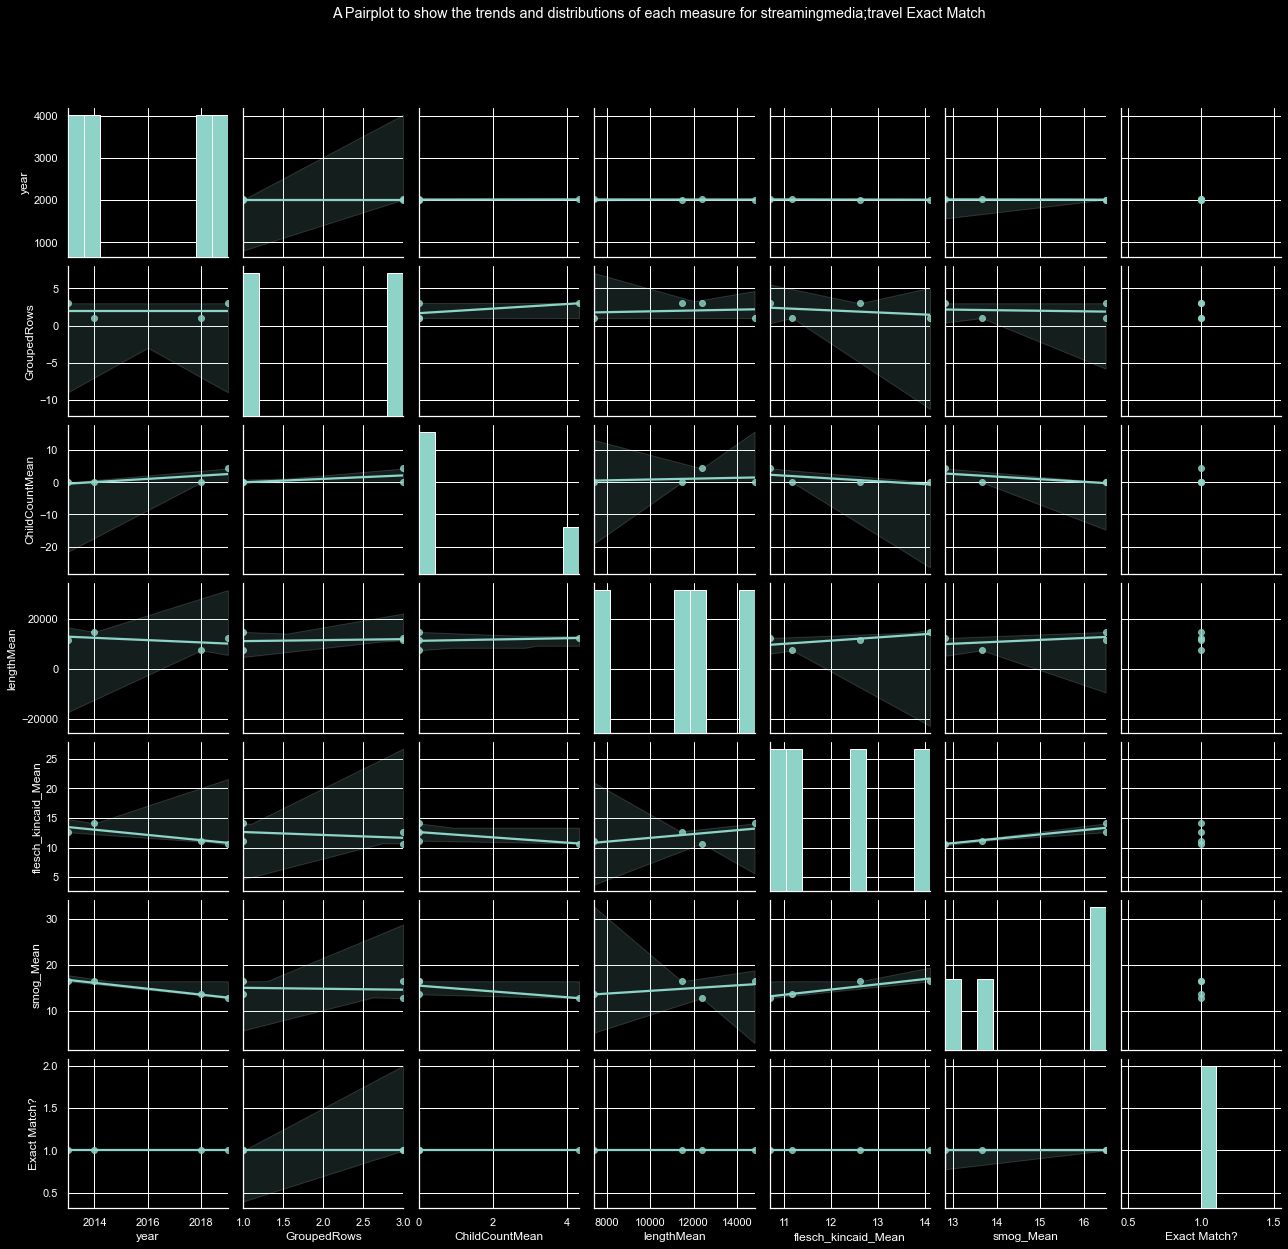 A Pairplot to show the trends and distributions of each measure for streamingmedia;travel Exact Match
4000
3000
2000
1000
year
5
0
−5
−10
GroupedRows
10
0
−10
−20
ChildCountMean
20000
0
−20000
lengthMean
25
20
15
10
5
flesch_kincaid_Mean
30
20
10
smog_Mean
2.0
1.5
1.0
0.5
Exact Match?
2014 2016 2018 1.0 1.5 2.0 2.5 3.0 0 2 4 8000 10000 12000 14000 11 12 13 14 13 14 15 16 0.5 1.0 1.5
year GroupedRows ChildCountMean lengthMean flesch_kincaid_Mean smog_Mean Exact Match?